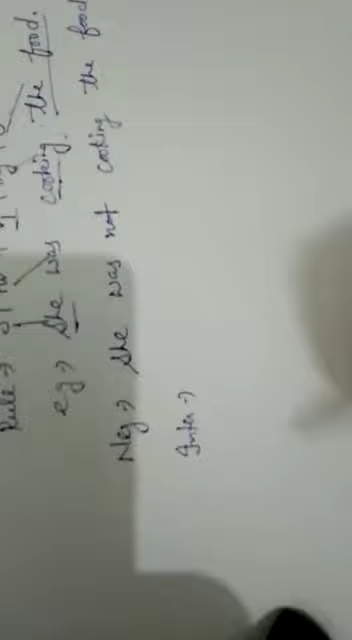 Rule →
eg → She was cooking the food.
Neg → She was not cooking the food
Inter →